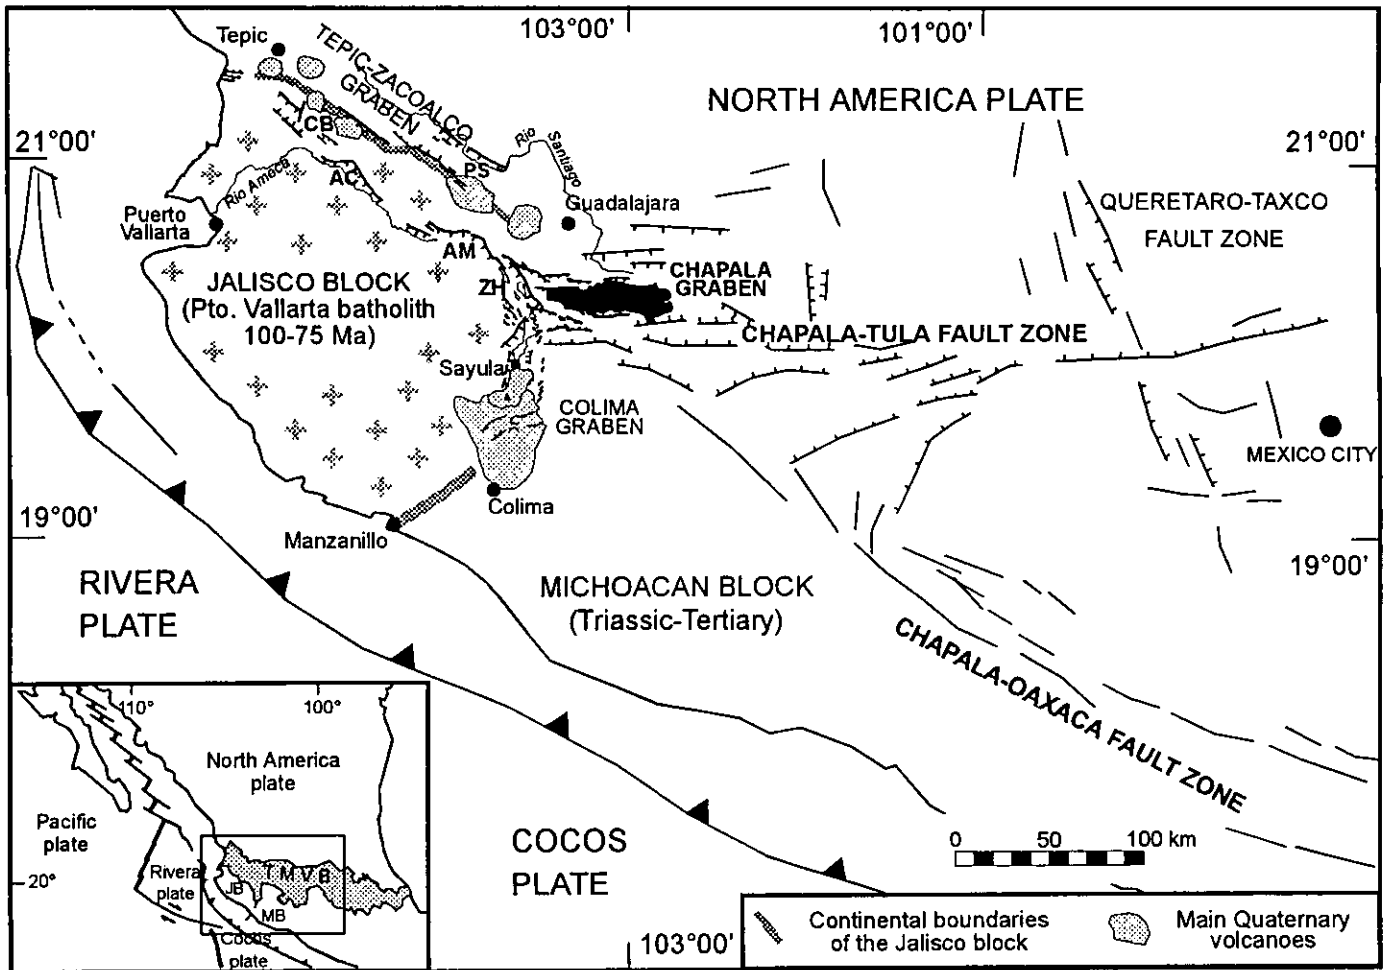 103°00'
101°00'
Tepic
TEPIC-ZACOALCO
GRABEN
NORTH AMERICA PLATE
21°00'
21°00'
CB
Rio
Santiago
PS
AC
Rio Ameca
Guadalajara
QUERETARO-TAXCO
FAULT ZONE
Puerto
Vallarta
AM
CHAPALA
GRABEN
ZH
JALISCO BLOCK
(Pto. Vallarta batholith
100-75 Ma)
CHAPALA-TULA FAULT ZONE
Sayula
COLIMA
GRABEN
MEXICO CITY
Colima
19°00'
Manzanillo
19°00'
RIVERA
PLATE
MICHOACAN BLOCK
(Triassic-Tertiary)
CHAPALA-OAXACA FAULT ZONE
110°
100°
North America
plate
Pacific
plate
Rivera
plate
20°
T M V B
JB
MB
Cocos
plate
COCOS
PLATE
0 50 100 km
Continental boundaries
of the Jalisco block
Main Quaternary
volcanoes
103°00'